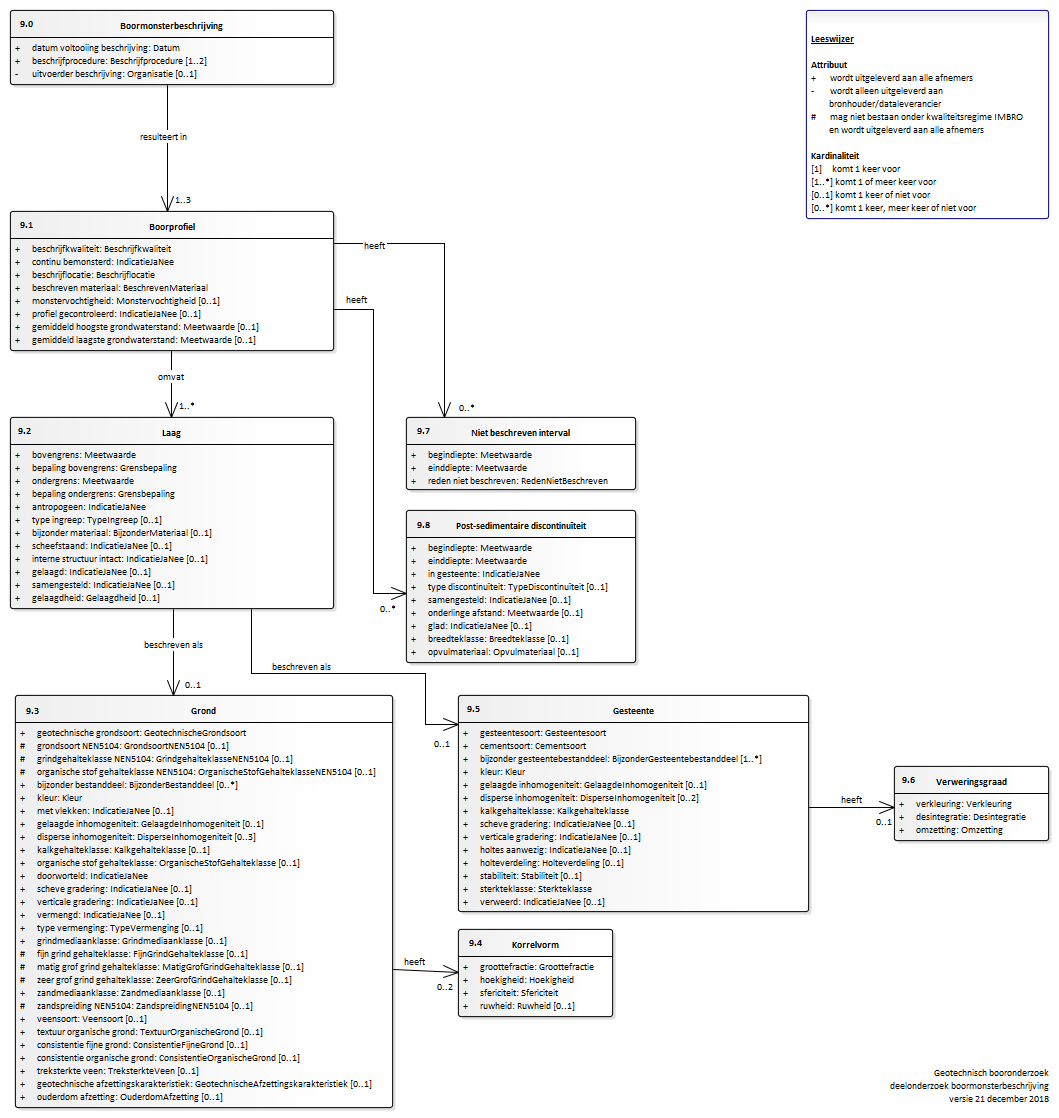 9.0 Boormonsterbeschrijving
+ datum voltooiing beschrijving: Datum
+ beschrijfprocedure: Beschrijfprocedure [1..2]
- uitvoerder beschrijving: Organisatie [0..1]
Leeswijzer
Attribuut
+ wordt uitgeleverd aan alle afnemers
- wordt alleen uitgeleverd aan
bronhouder/dataleverancier
# mag niet bestaan onder kwaliteitsregime IMBRO
en wordt uitgeleverd aan alle afnemers
Kardinaliteit
[1] komt 1 keer voor
[1..*] komt 1 of meer keer voor
[0..1] komt 1 keer of niet voor
[0..*] komt 1 keer, meer keer of niet voor
resulteert in
1..3
9.1 Boorprofiel
+ beschrijfkwaliteit: Beschrijfkwaliteit
+ continu bemonsterd: IndicatieJaNee
+ beschrijflocatie: Beschrijflocatie
+ beschreven materiaal: BeschrevenMateriaal
+ monstervochtigheid: Monstervochtigheid [0..1]
+ profiel gecontroleerd: IndicatieJaNee [0..1]
+ gemiddeld hoogste grondwaterstand: Meetwaarde [0..1]
+ gemiddeld laagste grondwaterstand: Meetwaarde [0..1]
heeft
heeft
omvat
1..*
0..*
9.2 Laag
+ bovengrens: Meetwaarde
+ bepaling bovengrens: Grensbepaling
+ ondergrens: Meetwaarde
+ bepaling ondergrens: Grensbepaling
+ antropogeen: IndicatieJaNee
+ type ingreep: TypeIngreep [0..1]
+ bijzonder materiaal: BijzonderMateriaal [0..1]
+ scheefstaand: IndicatieJaNee [0..1]
+ interne structuur intact: IndicatieJaNee [0..1]
+ gelaagd: IndicatieJaNee [0..1]
+ samengesteld: IndicatieJaNee [0..1]
+ gelaagdheid: Gelaagdheid [0..1]
9.7 Niet beschreven interval
+ begindiepte: Meetwaarde
+ einddiepte: Meetwaarde
+ reden niet beschreven: RedenNietBeschreven
9.8 Post-sedimentaire discontinuïteit
+ begindiepte: Meetwaarde
+ einddiepte: Meetwaarde
+ in gesteente: IndicatieJaNee
+ type discontinuïteit: TypeDiscontinuïteit [0..1]
+ samengesteld: IndicatieJaNee [0..1]
+ onderlinge afstand: Meetwaarde [0..1]
+ glad: IndicatieJaNee [0..1]
+ breedteklasse: Breedteklasse [0..1]
+ opvulmateriaal: Opvulmateriaal [0..1]
0..*
beschreven als
0..1
beschreven als
0..1
9.3 Grond
+ geotechnische grondsoort: GeotechnischeGrondsoort
# grondsoort NEN5104: GrondsoortNEN5104 [0..1]
# grindgehalteklasse NEN5104: GrindgehalteklasseNEN5104 [0..1]
# organische stof gehalteklasse NEN5104: OrganischeStofGehalteklasseNEN5104 [0..1]
+ bijzonder bestanddeel: BijzonderBestanddeel [0..*]
+ kleur: Kleur
+ met vlekken: IndicatieJaNee [0..1]
+ gelaagde inhomogeniteit: GelaagdeInhomogeniteit [0..1]
+ disperse inhomogeniteit: DisperseInhomogeniteit [0..3]
+ kalkgehalteklasse: Kalkgehalteklasse [0..1]
+ organische stof gehalteklasse: OrganischeStofGehalteklasse [0..1]
+ doorworteld: IndicatieJaNee
+ scheve gradering: IndicatieJaNee [0..1]
+ verticale gradering: IndicatieJaNee [0..1]
+ vermengd: IndicatieJaNee [0..1]
+ type vermenging: TypeVermenging [0..1]
+ grindmediaanklasse: Grindmediaanklasse [0..1]
# fijn grind gehalteklasse: FijnGrindGehalteklasse [0..1]
# matig grof grind gehalteklasse: MatigGrofGrindGehalteklasse [0..1]
# zeer grof grind gehalteklasse: ZeerGrofGrindGehalteklasse [0..1]
+ zandmediaanklasse: Zandmediaanklasse [0..1]
# zandspreiding NEN5104: ZandspreidingNEN5104 [0..1]
+ veensoort: Veensoort [0..1]
+ textuur organische grond: TextuurOrganischeGrond [0..1]
+ consistentie fijne grond: ConsistentieFijneGrond [0..1]
+ consistentie organische grond: ConsistentieOrganischeGrond [0..1]
+ treksterkte veen: TreksterkteVeen [0..1]
+ geotechnische afzettingskarakteristiek: GeotechnischeAfzettingskarakteristiek [0..1]
+ ouderdom afzetting: OuderdomAfzetting [0..1]
9.5 Gesteente
+ gesteentesoort: Gesteentesoort
+ cementsoort: Cementsoort
+ bijzonder gesteentebestanddeel: BijzonderGesteentebestanddeel [1..*]
+ kleur: Kleur
+ gelaagde inhomogeniteit: GelaagdeInhomogeniteit [0..1]
+ disperse inhomogeniteit: DisperseInhomogeniteit [0..2]
+ kalkgehalteklasse: Kalkgehalteklasse
+ scheve gradering: IndicatieJaNee [0..1]
+ verticale gradering: IndicatieJaNee [0..1]
+ holtes aanwezig: IndicatieJaNee [0..1]
+ holteverdeling: Holteverdeling [0..1]
+ stabiliteit: Stabiliteit [0..1]
+ sterkteklasse: Sterkteklasse
+ verweerd: IndicatieJaNee [0..1]
heeft
0..1
9.6 Verweringsgraad
+ verkleuring: Verkleuring
+ desintegratie: Desintegratie
+ omzetting: Omzetting
heeft
0..2
9.4 Korrelvorm
+ groottefractie: Groottefractie
+ hoekigheid: Hoekigheid
+ sfericiteit: Sfericiteit
+ ruwheid: Ruwheid [0..1]
Geotechnisch booronderzoek
deelonderzoek boormonsterbeschrijving
versie 21 december 2018